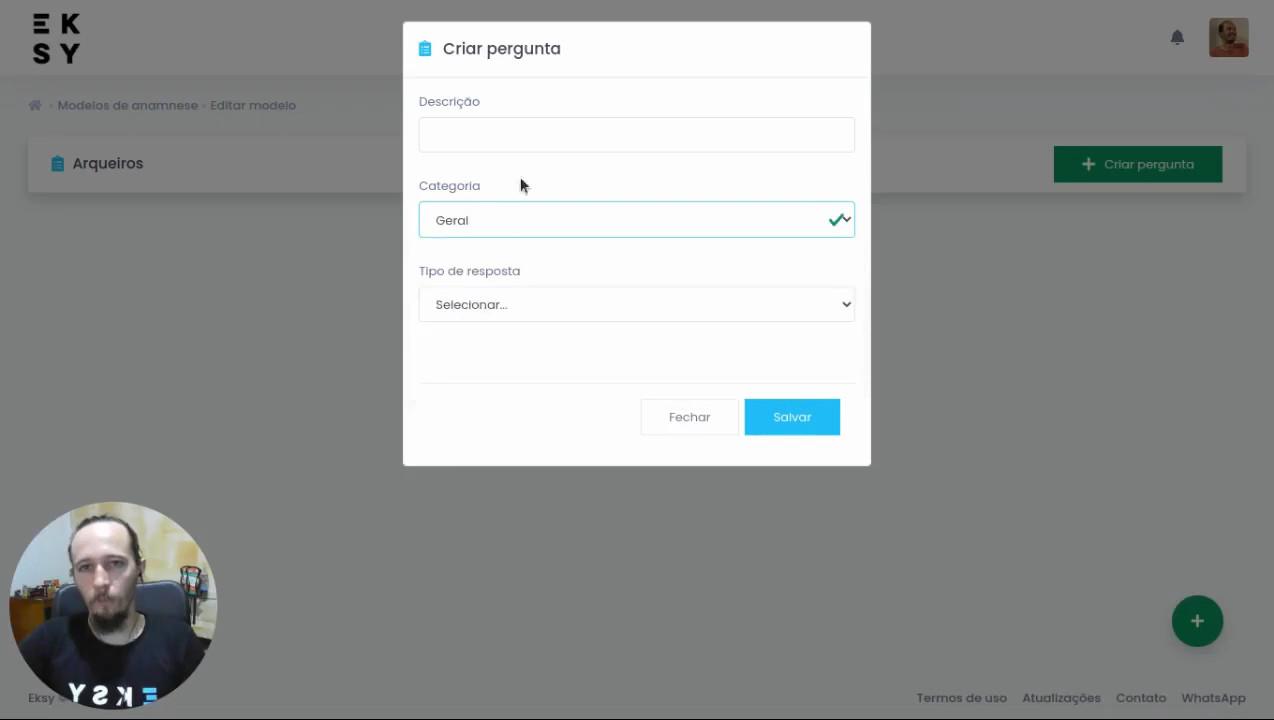 EK
SY
Criar pergunta
Modelos de anamnese
Editar modelo
Descrição
Arqueiros
Criar pergunta
Categoria
Geral
Tipo de resposta
Selecionar...
Fechar
Salvar
EKSY
Eksy
Termos de uso
Atualizações
Contato
WhatsApp